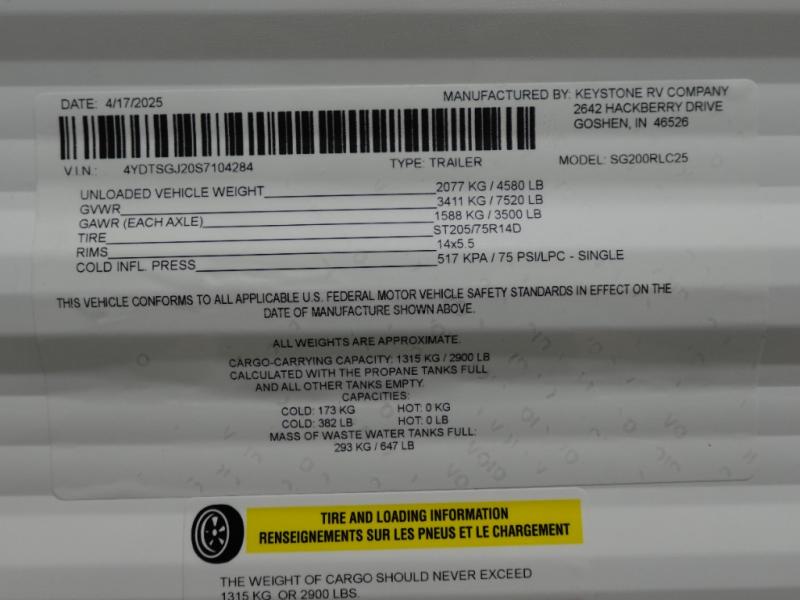 DATE: 4/17/2025
MANUFACTURED BY: KEYSTONE RV COMPANY
2642 HACKBERRY DRIVE
GOSHEN, IN 46526
V.I.N.: 4YDTSGJ20S7104284 TYPE: TRAILER MODEL: SG200RLC25
UNLOADED VEHICLE WEIGHT 2077 KG / 4580 LB
GVWR 3411 KG / 7520 LB
GAWR (EACH AXLE) 1588 KG / 3500 LB
TIRE ST205/75R14D
RIMS 14x5.5
COLD INFL. PRESS 517 KPA / 75 PSI/LPC - SINGLE
THIS VEHICLE CONFORMS TO ALL APPLICABLE U.S. FEDERAL MOTOR VEHICLE SAFETY STANDARDS IN EFFECT ON THE
DATE OF MANUFACTURE SHOWN ABOVE.
ALL WEIGHTS ARE APPROXIMATE.
CARGO-CARRYING CAPACITY: 1315 KG / 2900 LB
CALCULATED WITH THE PROPANE TANKS FULL
AND ALL OTHER TANKS EMPTY.
CAPACITIES:
COLD: 173 KG HOT: 0 KG
COLD: 382 LB HOT: 0 LB
MASS OF WASTE WATER TANKS FULL:
293 KG / 647 LB
VOID
TIRE AND LOADING INFORMATION
RENSEIGNEMENTS SUR LES PNEUS ET LE CHARGEMENT
THE WEIGHT OF CARGO SHOULD NEVER EXCEED
1315 KG OR 2900 LBS.